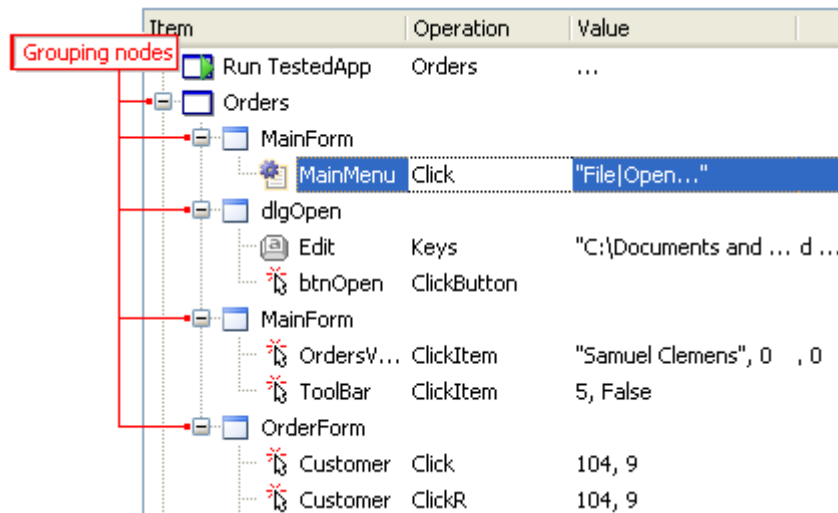 Item Operation Value
Grouping nodes
Run TestedApp Orders ...
Orders
MainForm
MainMenu Click "File|Open..."
dlgOpen
Edit Keys "C:\Documents and ... d ...
btnOpen ClickButton
MainForm
OrdersV... ClickItem "Samuel Clemens", 0 , 0
ToolBar ClickItem 5, False
OrderForm
Customer Click 104, 9
Customer ClickR 104, 9